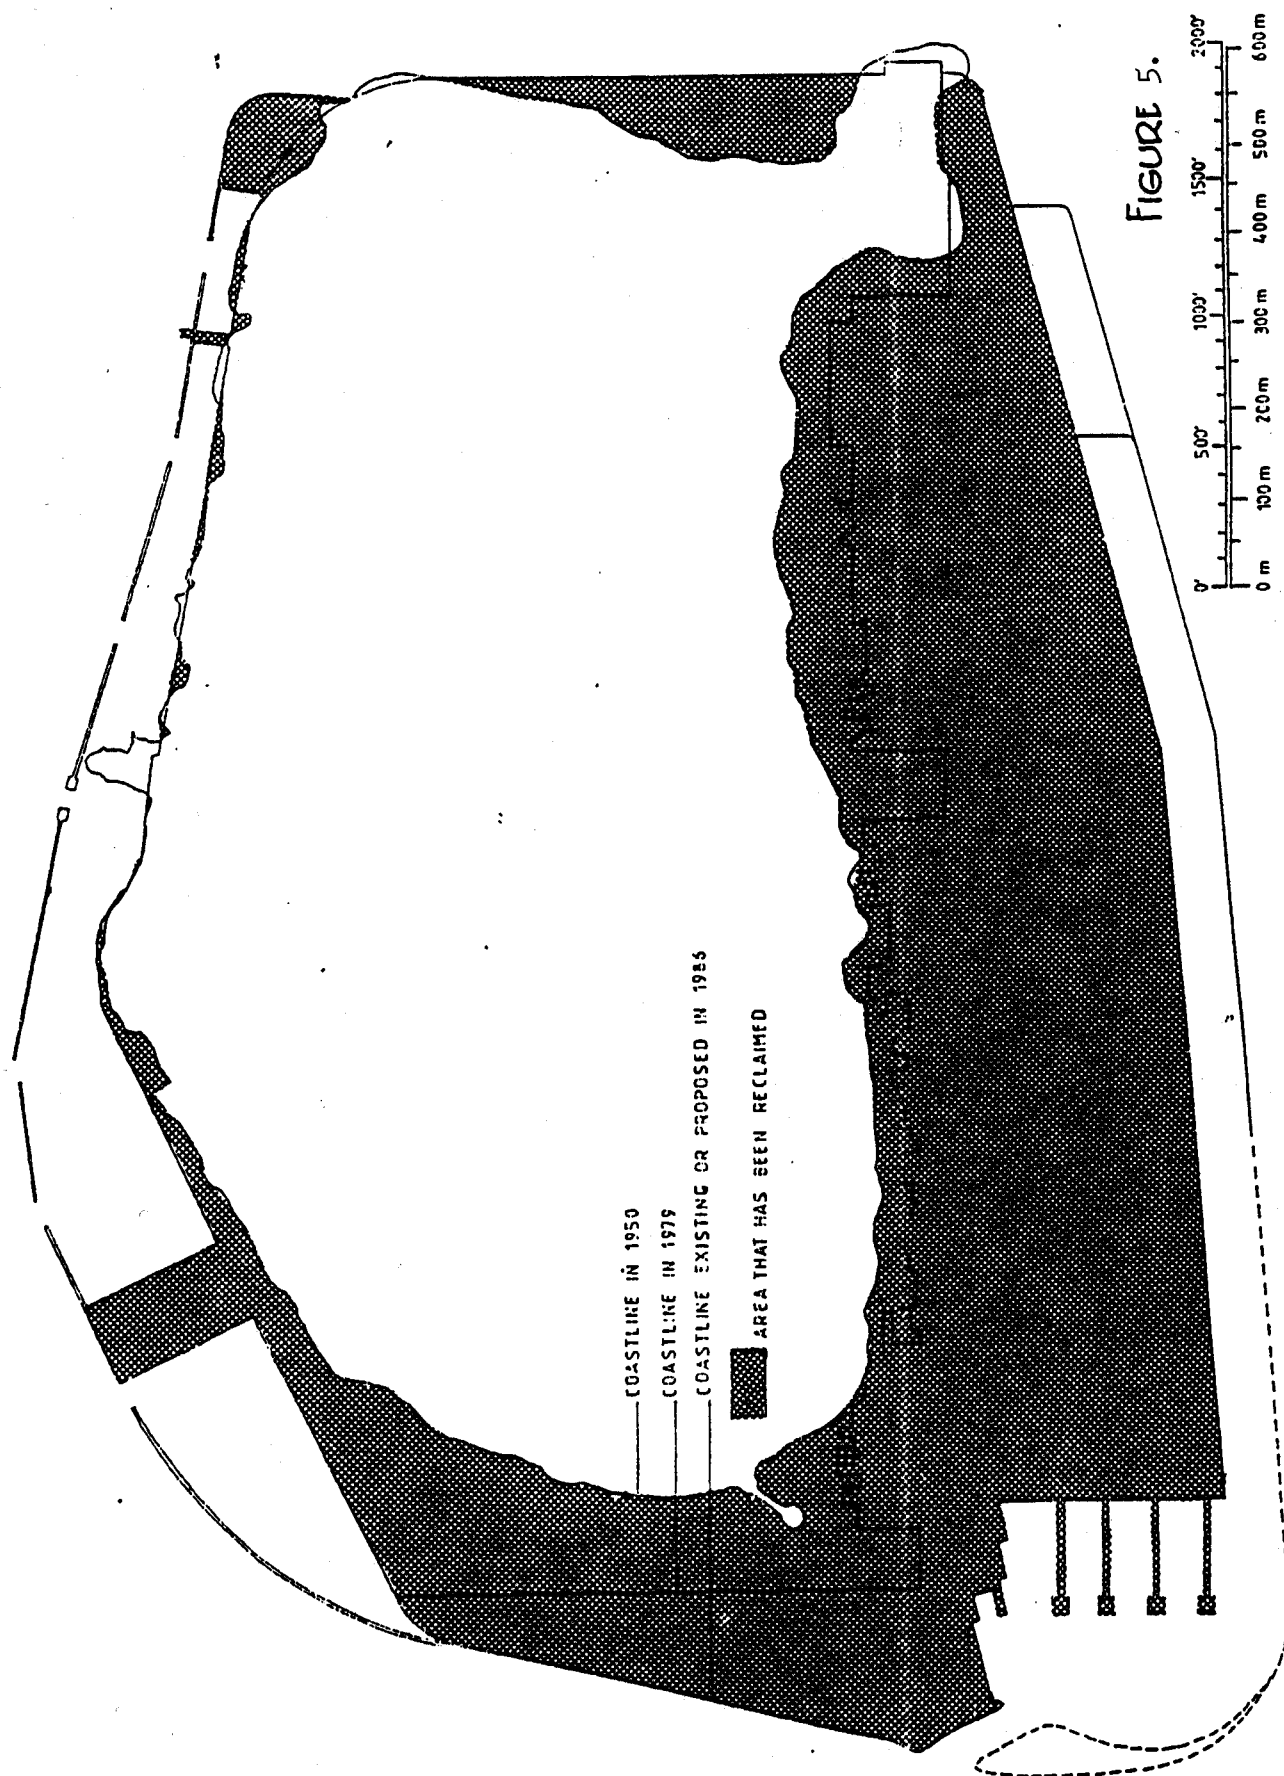 COASTLINE IN 1950
COASTLINE IN 1979
COASTLINE EXISTING OR PROPOSED IN 1985
AREA THAT HAS BEEN RECLAIMED
FIGURE 5.
0' 500' 1000' 1500' 2000'
0 m 100 m 200 m 300 m 400 m 500 m 600 m